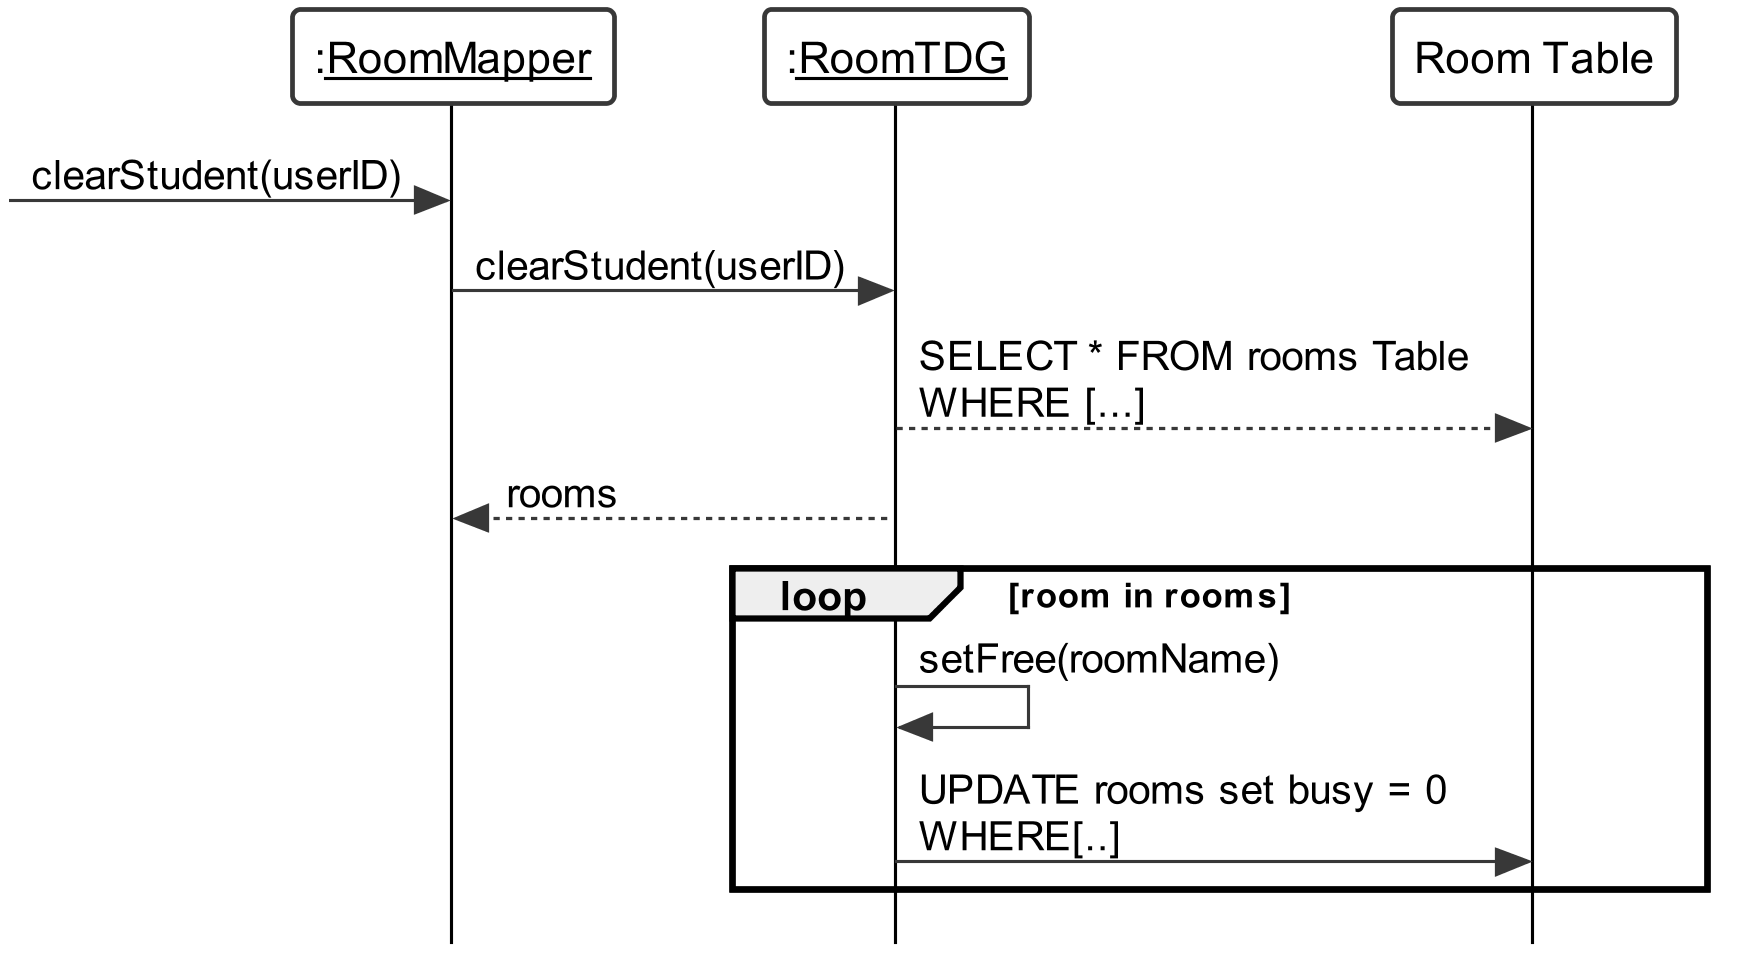 :RoomMapper
:RoomTDG
Room Table
clearStudent(userID)
clearStudent(userID)
SELECT * FROM rooms Table
WHERE [...]
rooms
loop
[room in rooms]
setFree(roomName)
UPDATE rooms set busy = 0
WHERE[..]